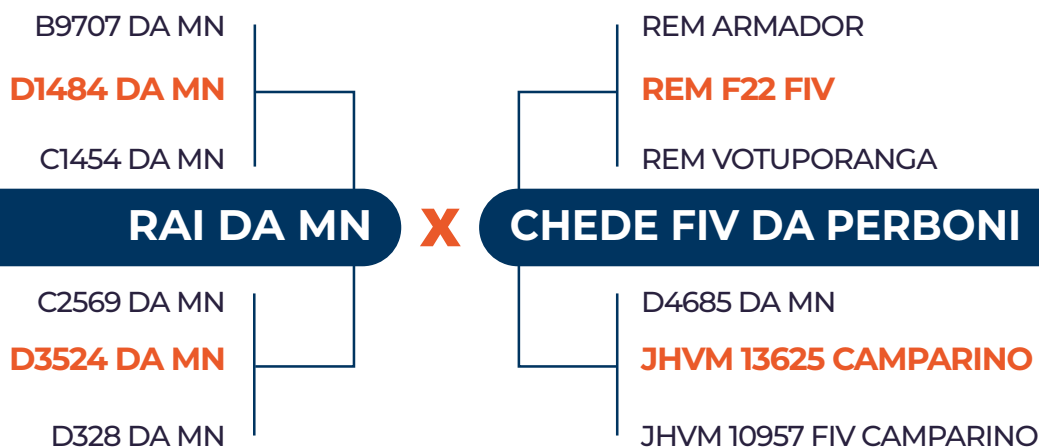 B9707 DA MN
D1484 DA MN
C1454 DA MN
REM ARMADOR
REM F22 FIV
REM VOTUPORANGA
RAI DA MN X CHEDE FIV DA PERBONI
C2569 DA MN
D3524 DA MN
D328 DA MN
D4685 DA MN
JHVM 13625 CAMPARINO
JHVM 10957 FIV CAMPARINO